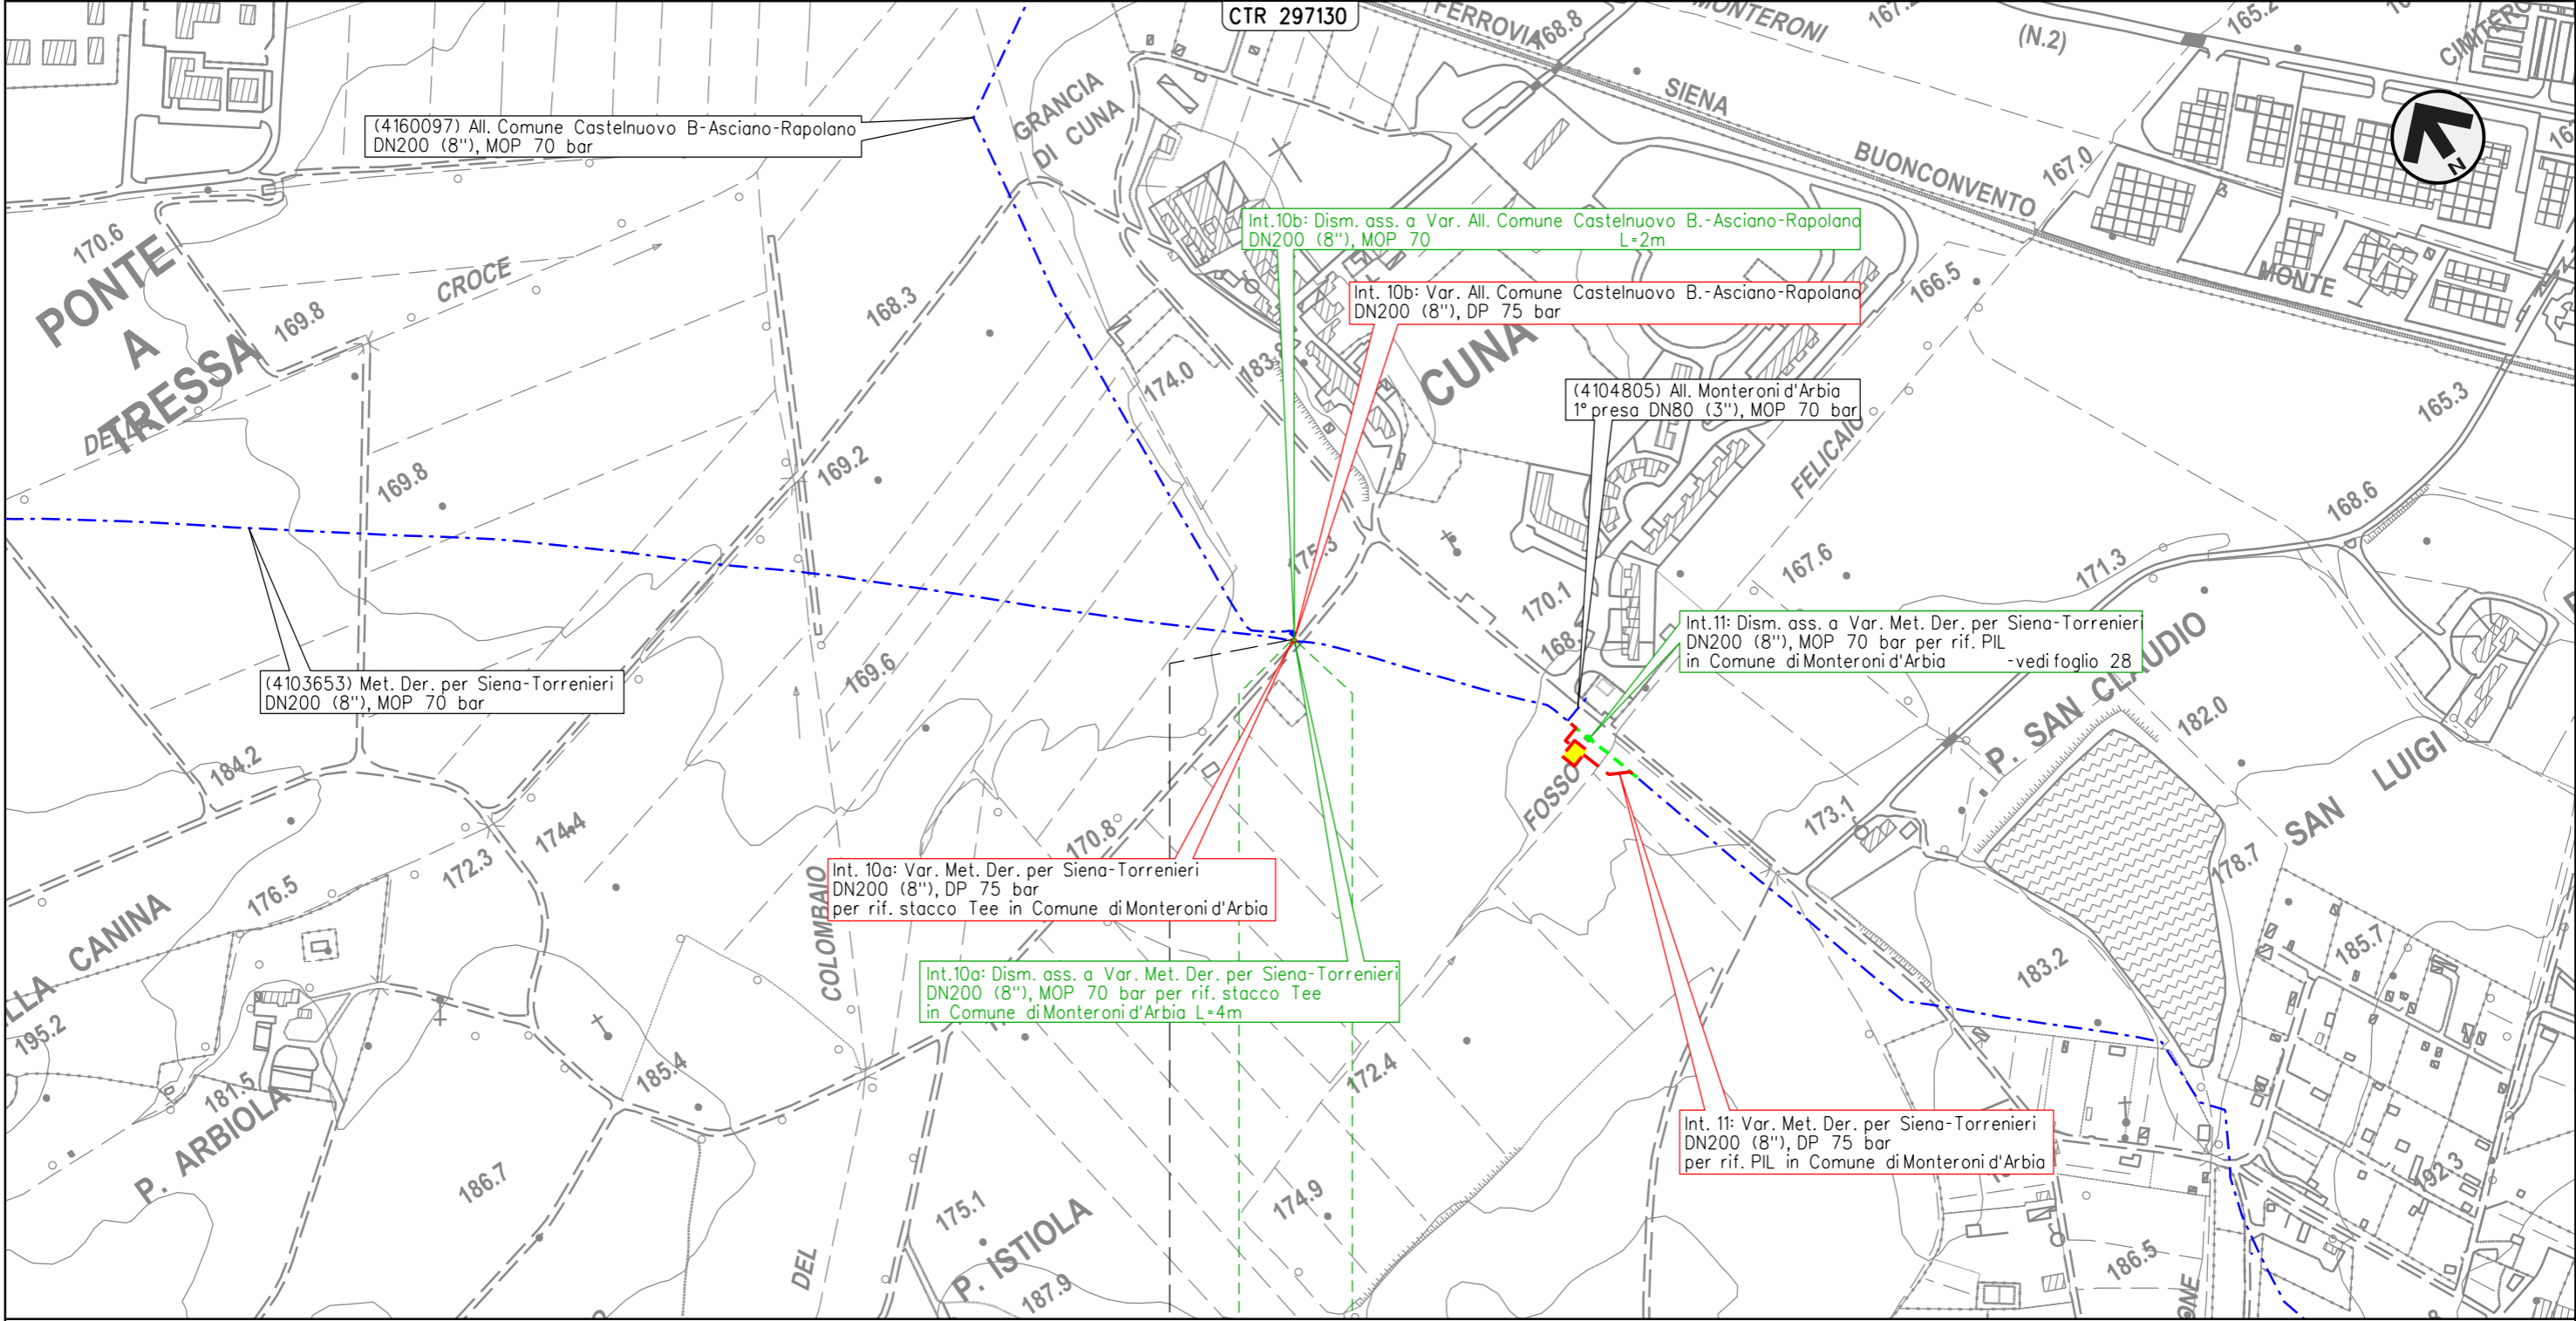 CTR 297130
FERROVIA
168.8
MONTERONI
(N.2)
165.2
SIENA
GRANCIA
DI CUNA
(4160097) All. Comune Castelnuovo B-Asciano-Rapolano
DN200 (8"), MOP 70 bar
BUONCONVENTO
167.0
N
170.6
PONTE
A
TRESSA
CROCE
169.8
168.3
Int.10b: Dism. ass. a Var. All. Comune Castelnuovo B.-Asciano-Rapolano
DN200 (8"), MOP 70 L=2m
Int. 10b: Var. All. Comune Castelnuovo B.-Asciano-Rapolano
DN200 (8"), DP 75 bar
166.5
MONTE
174.0
CUNA
(4104805) All. Monteroni d'Arbia
1° presa DN80 (3"), MOP 70 bar
165.3
169.8
169.2
FELICAIO
168.6
175.3
167.6
171.3
170.1
Int.11: Dism. ass. a Var. Met. Der. per Siena-Torrenieri
DN200 (8"), MOP 70 bar per rif. PIL
in Comune di Monteroni d'Arbia -vedi foglio 28
(4103653) Met. Der. per Siena-Torrenieri
DN200 (8"), MOP 70 bar
169.6
P. SAN CLAUDIO
182.0
184.2
SAN LUIGI
FOSSO
173.1
174.4
172.3
170.8
178.7
Int. 10a: Var. Met. Der. per Siena-Torrenieri
DN200 (8"), DP 75 bar
per rif. stacco Tee in Comune di Monteroni d'Arbia
176.5
CANINA
COLOMBAIO
185.7
183.2
Int.10a: Dism. ass. a Var. Met. Der. per Siena-Torrenieri
DN200 (8"), MOP 70 bar per rif. stacco Tee
in Comune di Monteroni d'Arbia L=4m
195.2
181.5
P. ARBIOLA
185.4
172.4
Int. 11: Var. Met. Der. per Siena-Torrenieri
DN200 (8"), DP 75 bar
per rif. PIL in Comune di Monteroni d'Arbia
192.3
186.7
175.1
174.9
P. ISTIOLA
187.9
DEL
186.5